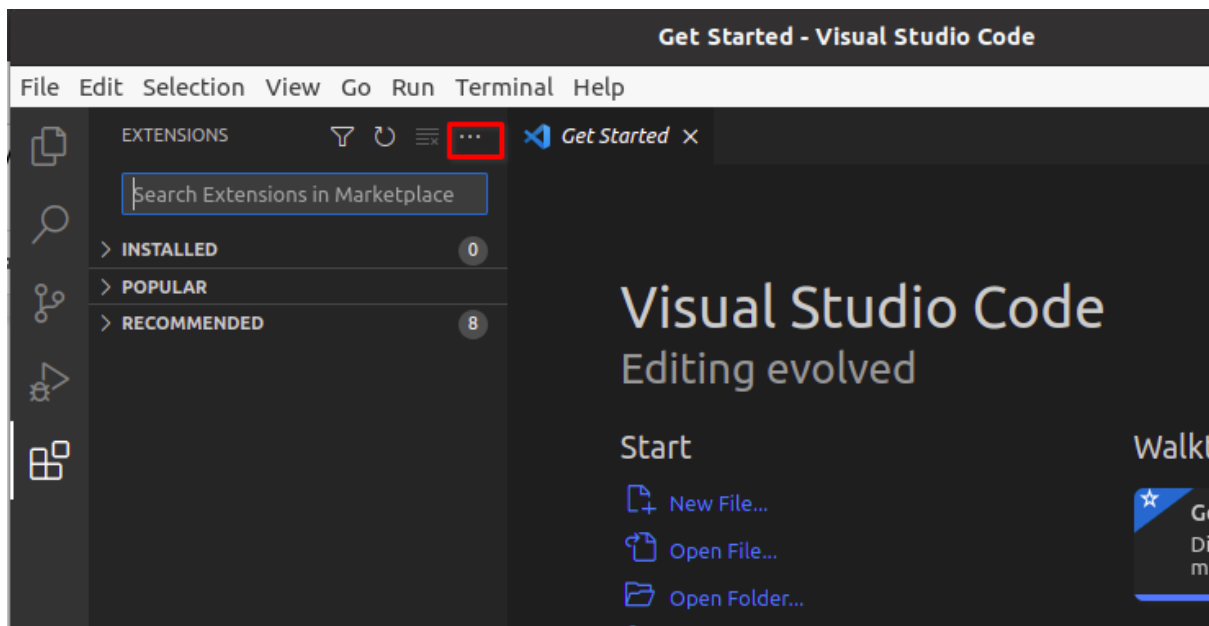 Get Started - Visual Studio Code
File Edit Selection View Go Run Terminal Help
EXTENSIONS
Get Started
Search Extensions in Marketplace
INSTALLED 0
POPULAR
RECOMMENDED 8
Visual Studio Code
Editing evolved
Start
New File...
Open File...
Open Folder...